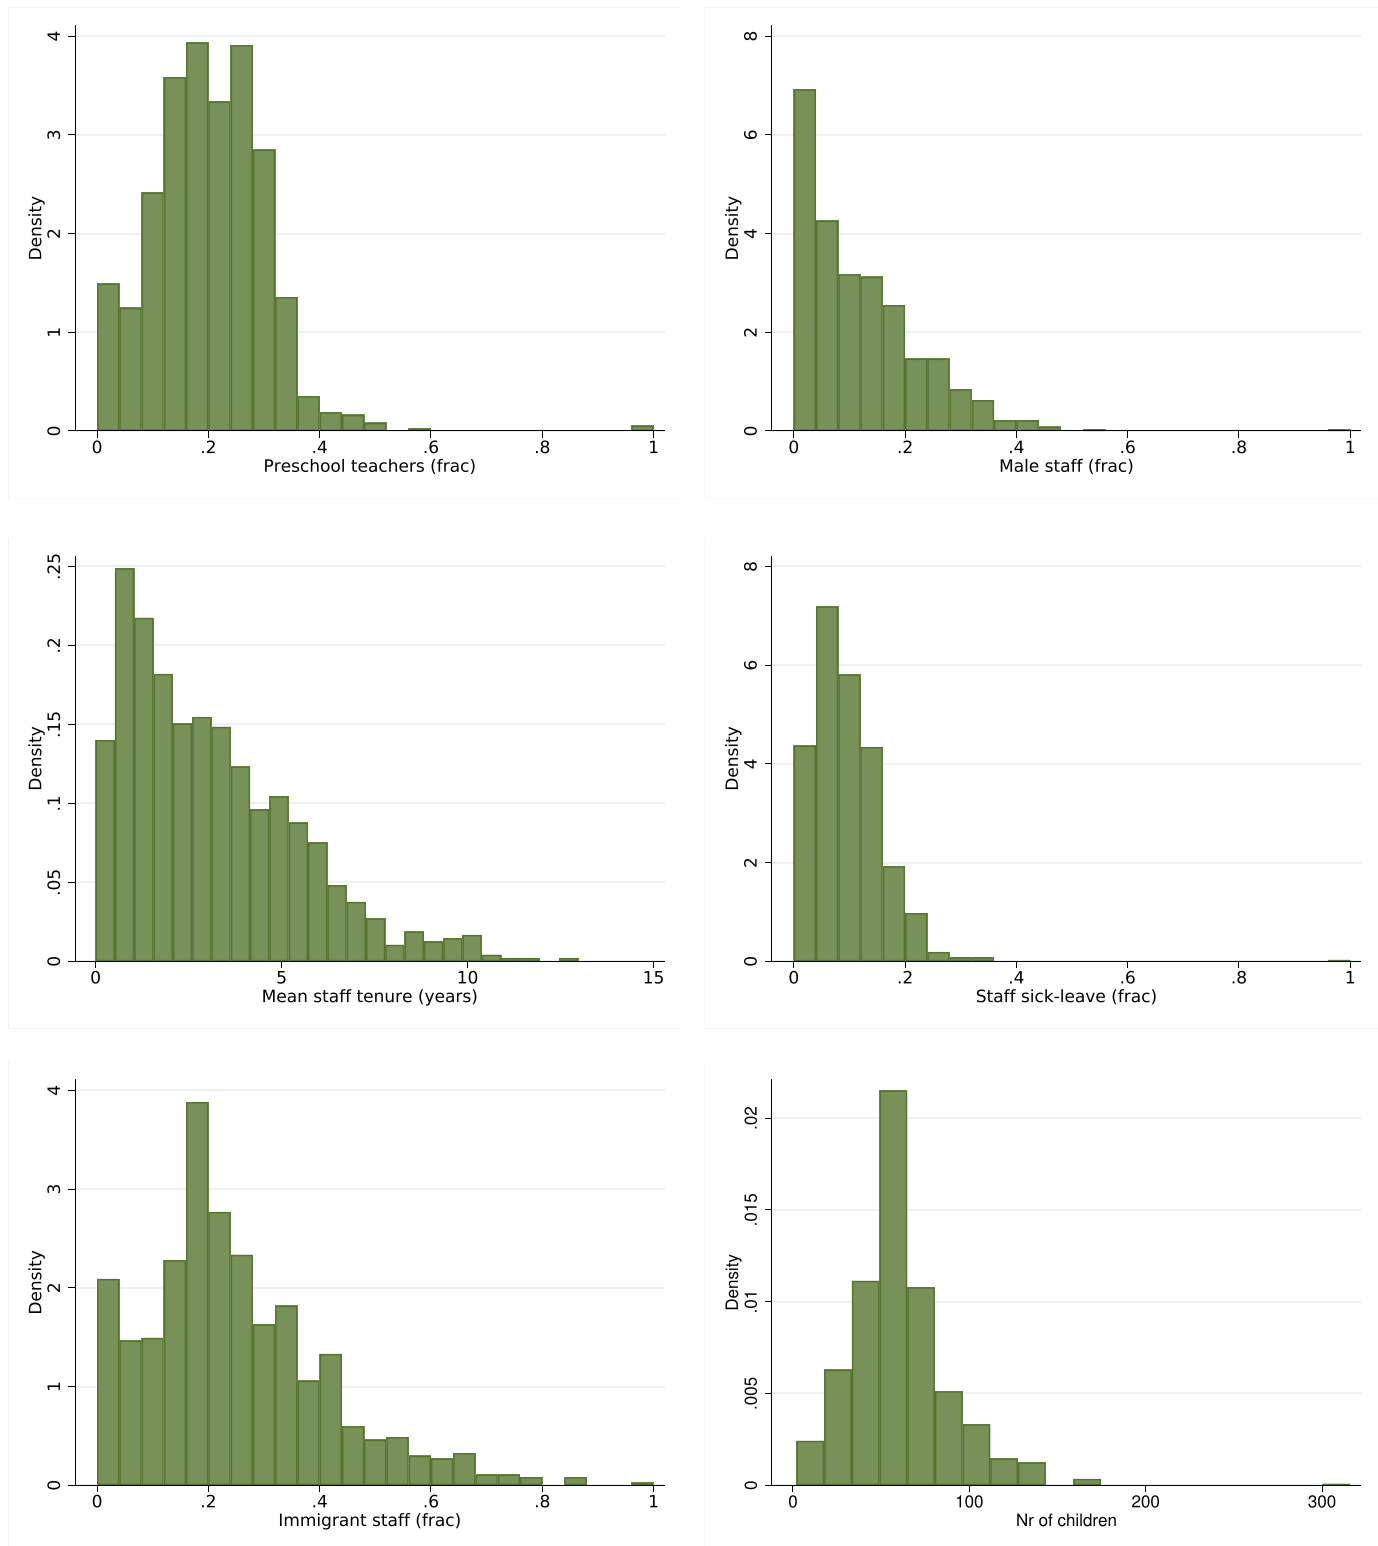 Density
0 1 2 3 4
0 .2 .4 .6 .8 1
Preschool teachers (frac)
Density
0 2 4 6 8
0 .2 .4 .6 .8 1
Male staff (frac)
Density
0 .05 .1 .15 .2 .25
0 5 10 15
Mean staff tenure (years)
Density
0 2 4 6 8
0 .2 .4 .6 .8 1
Staff sick-leave (frac)
Density
0 1 2 3 4
0 .2 .4 .6 .8 1
Immigrant staff (frac)
Density
0 .005 .01 .015 .02
0 100 200 300
Nr of children